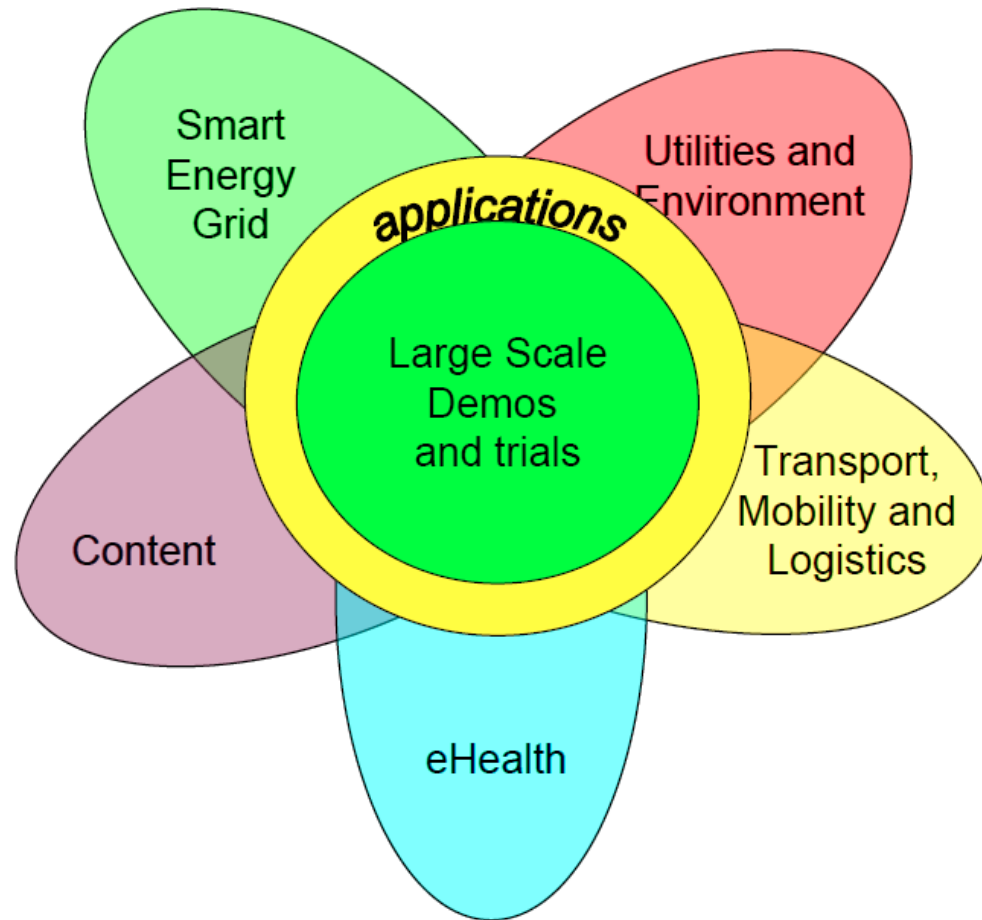 Smart
Energy
Grid
Utilities and
Environment
applications
Large Scale
Demos
and trials
Transport,
Mobility and
Logistics
Content
eHealth